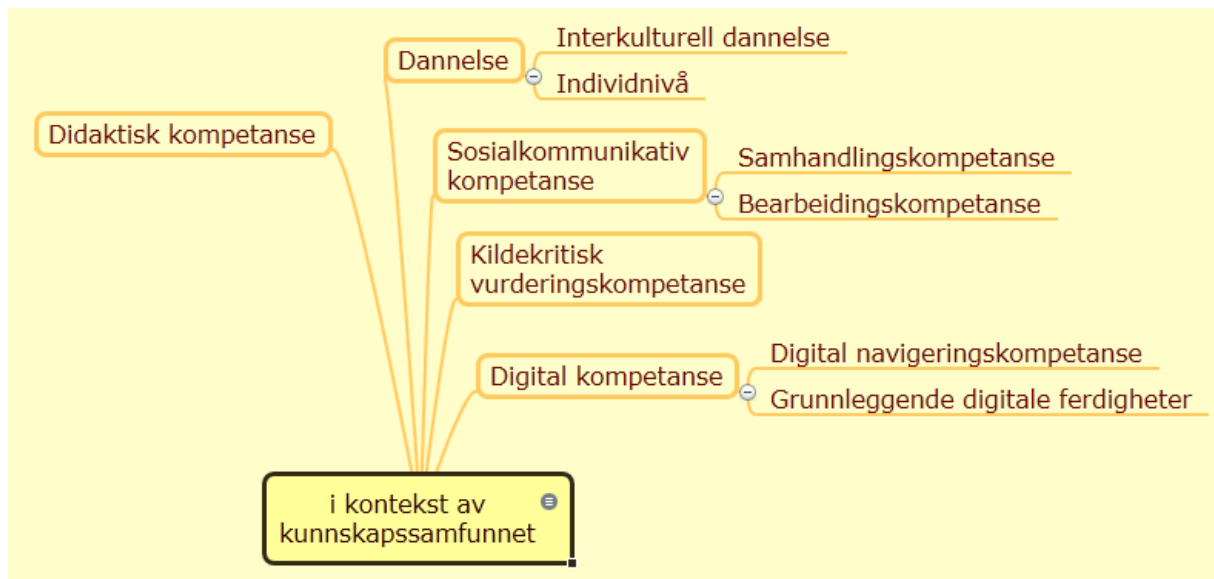 Dannelse
Interkulturell dannelse
Individnivå
Didaktisk kompetanse
Sosialkommunikativ
kompetanse
Samhandlingskompetanse
Bearbeidingskompetanse
Kildekritisk
vurderingskompetanse
Digital kompetanse
Digital navigeringskompetanse
Grunnleggende digitale ferdigheter
i kontekst av
kunnskapssamfunnet